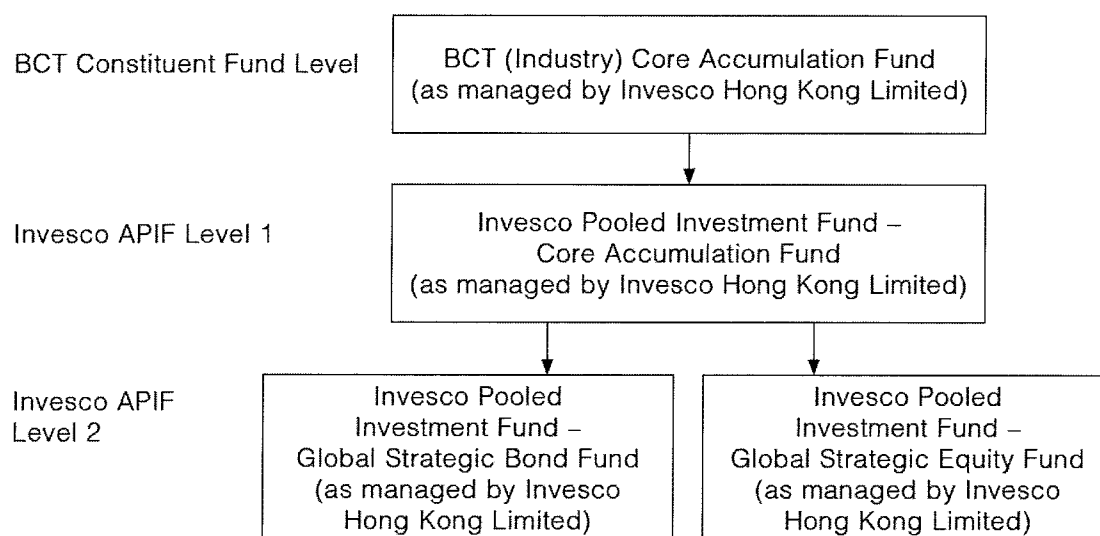 BCT Constituent Fund Level
BCT (Industry) Core Accumulation Fund
(as managed by Invesco Hong Kong Limited)
Invesco APIF Level 1
Invesco Pooled Investment Fund –
Core Accumulation Fund
(as managed by Invesco Hong Kong Limited)
Invesco APIF
Level 2
Invesco Pooled
Investment Fund –
Global Strategic Bond Fund
(as managed by Invesco
Hong Kong Limited)
Invesco Pooled
Investment Fund –
Global Strategic Equity Fund
(as managed by Invesco
Hong Kong Limited)